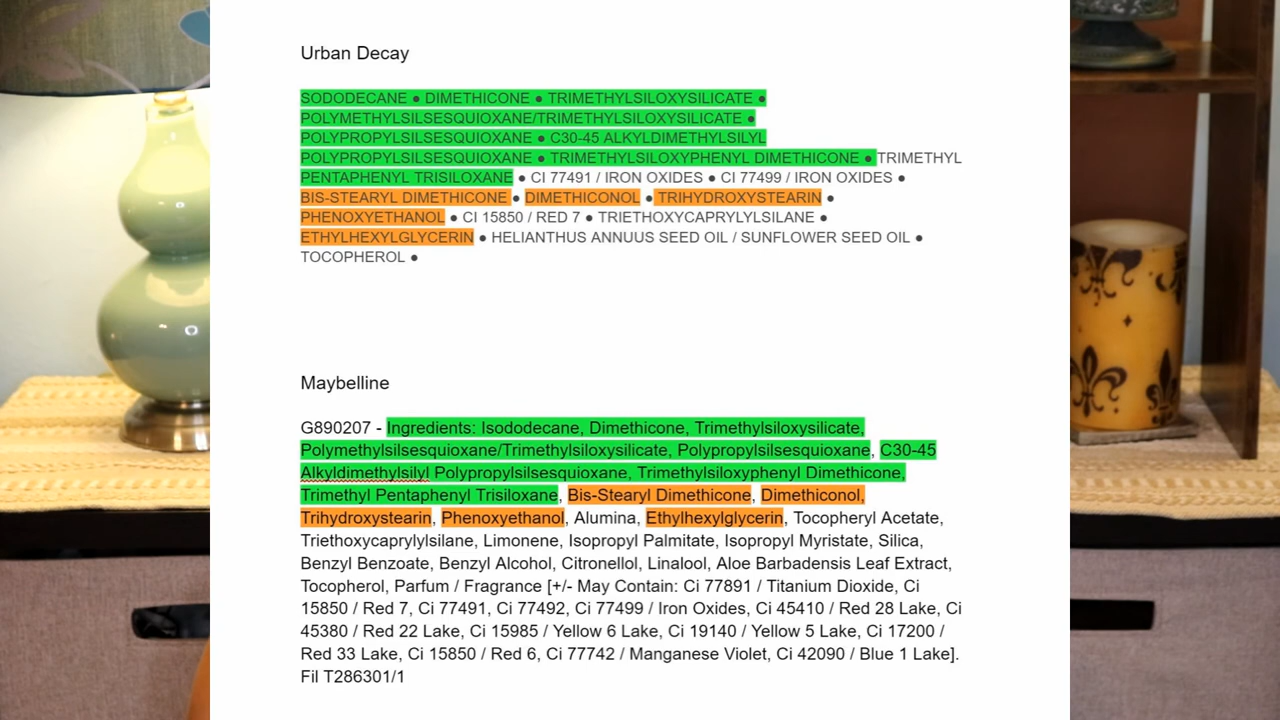 Urban Decay
SODODECANE ● DIMETHICONE ● TRIMETHYLSILOXYSILICATE ●
POLYMETHYLSILSESQUIOXANE/TRIMETHYLSILOXYSILICATE ●
POLYPROPYLSILSESQUIOXANE ● C30-45 ALKYLDIMETHYLSILYL
POLYPROPYLSILSESQUIOXANE ● TRIMETHYLSILOXYPHENYL DIMETHICONE ● TRIMETHYL
PENTAPHENYL TRISILOXANE ● CI 77491 / IRON OXIDES ● CI 77499 / IRON OXIDES ●
BIS-STEARYL DIMETHICONE ● DIMETHICONOL ● TRIHYDROXYSTEARIN ●
PHENOXYETHANOL ● CI 15850 / RED 7 ● TRIETHOXYCAPRYLYLSILANE ●
ETHYLHEXYLGLYCERIN ● HELIANTHUS ANNUUS SEED OIL / SUNFLOWER SEED OIL ●
TOCOPHEROL ●
Maybelline
G890207 - Ingredients: Isododecane, Dimethicone, Trimethylsiloxysilicate,
Polymethylsilsesquioxane/Trimethylsiloxysilicate, Polypropylsilsesquioxane, C30-45
Alkyldimethylsilyl Polypropylsilsesquioxane, Trimethylsiloxyphenyl Dimethicone,
Trimethyl Pentaphenyl Trisiloxane, Bis-Stearyl Dimethicone, Dimethiconol,
Trihydroxystearin, Phenoxyethanol, Alumina, Ethylhexylglycerin, Tocopheryl Acetate,
Triethoxycaprylylsilane, Limonene, Isopropyl Palmitate, Isopropyl Myristate, Silica,
Benzyl Benzoate, Benzyl Alcohol, Citronellol, Linalool, Aloe Barbadensis Leaf Extract,
Tocopherol, Parfum / Fragrance [+/- May Contain: Ci 77891 / Titanium Dioxide, Ci
15850 / Red 7, Ci 77491, Ci 77492, Ci 77499 / Iron Oxides, Ci 45410 / Red 28 Lake, Ci
45380 / Red 22 Lake, Ci 15985 / Yellow 6 Lake, Ci 19140 / Yellow 5 Lake, Ci 17200 /
Red 33 Lake, Ci 15850 / Red 6, Ci 77742 / Manganese Violet, Ci 42090 / Blue 1 Lake].
Fil T286301/1